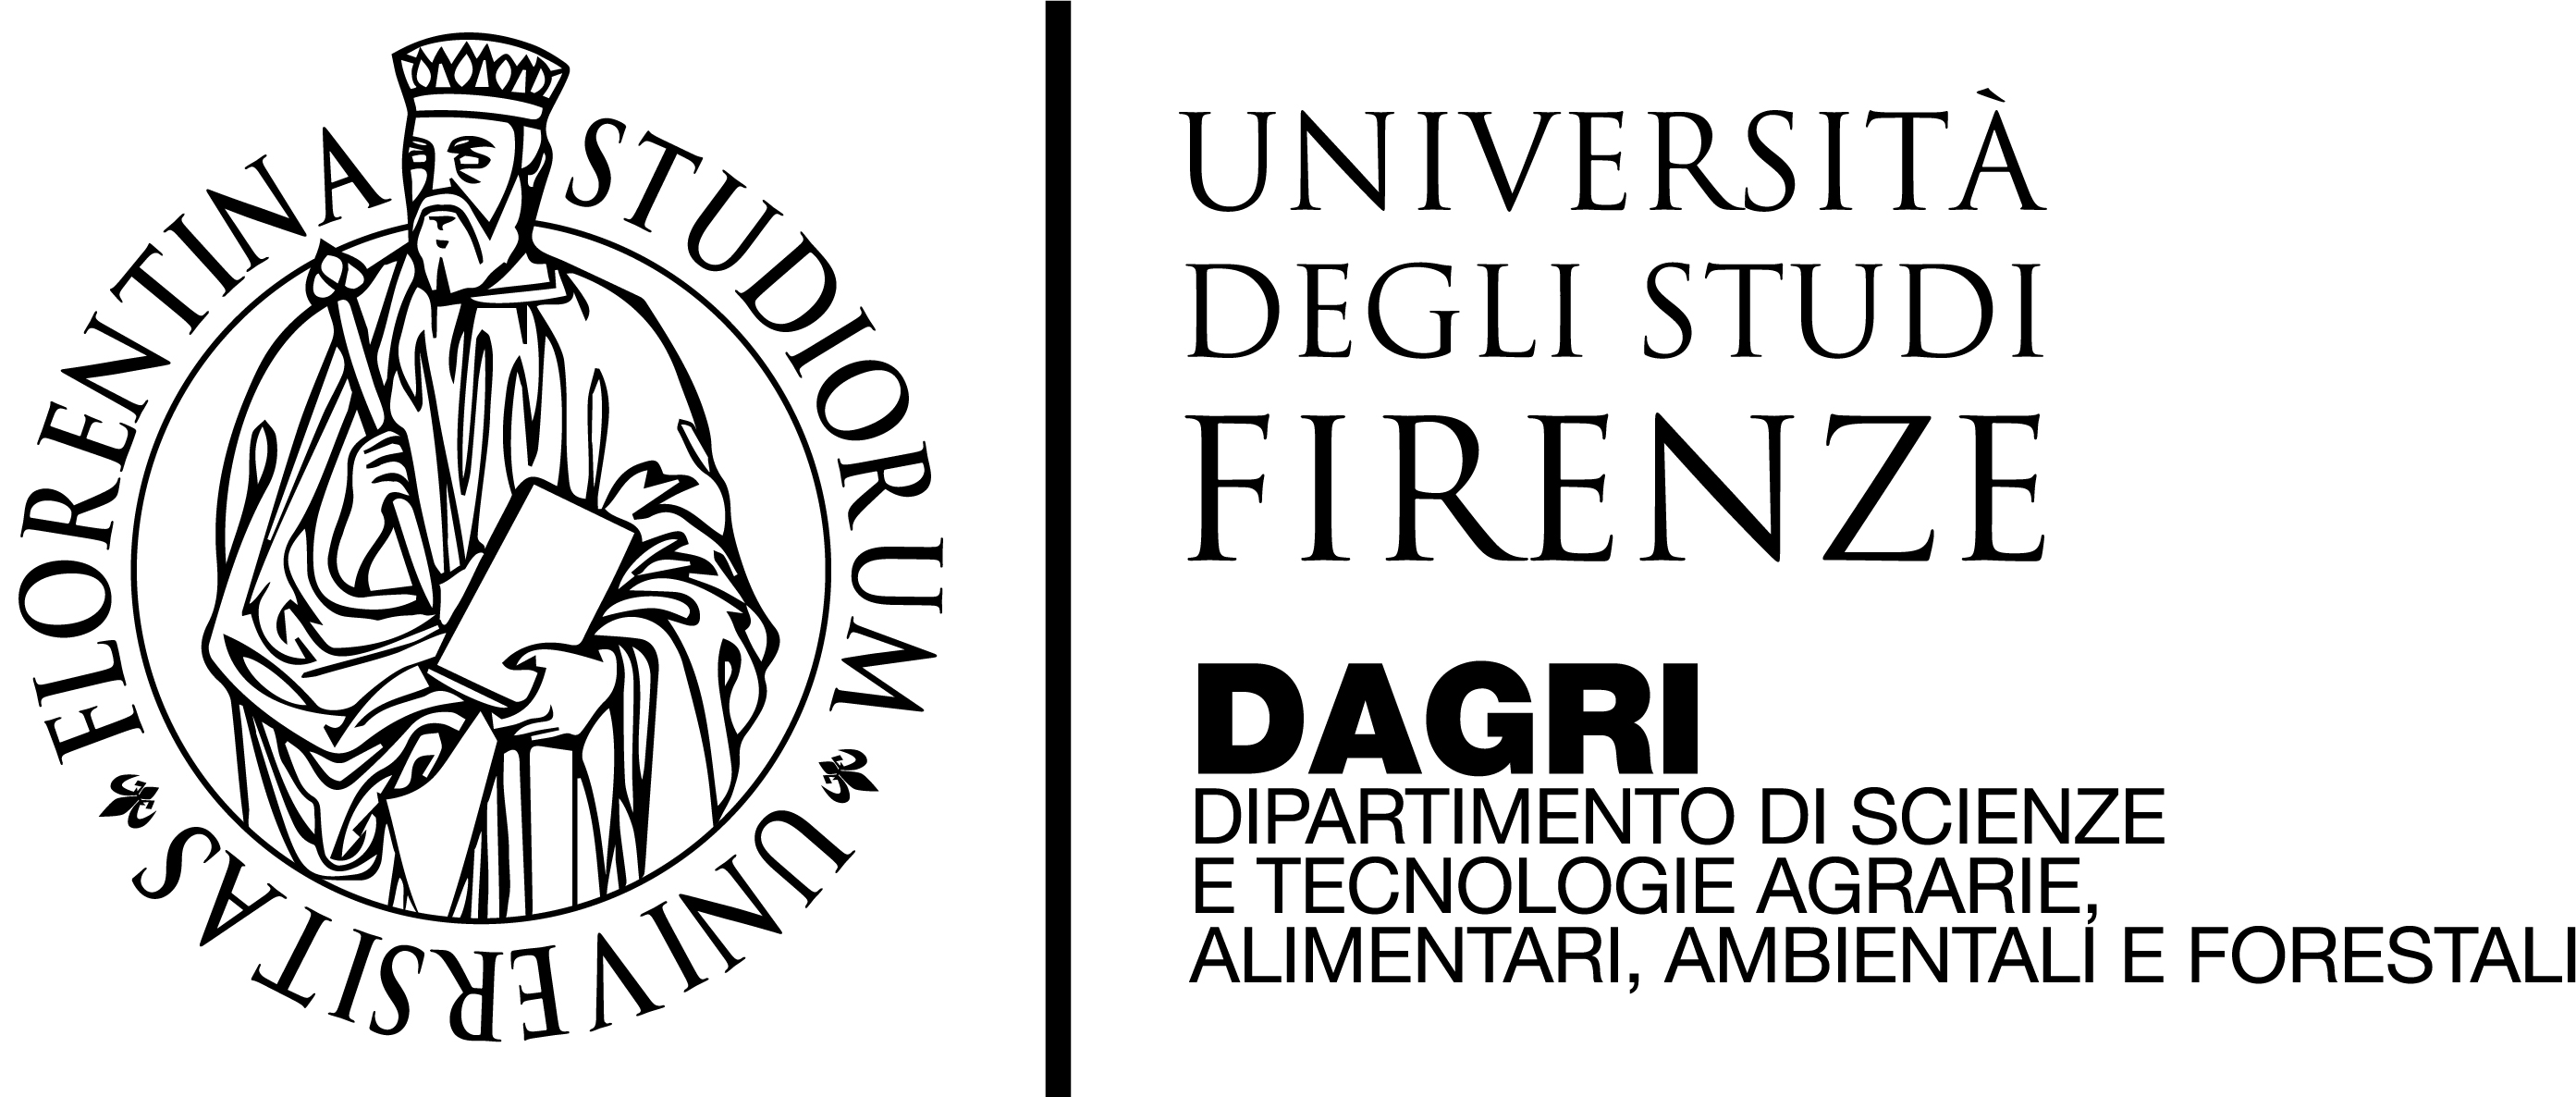 FLORENTINA STUDIORUM UNIVERSITAS
UNIVERSITÀ
DEGLI STUDI
FIRENZE
DAGRI
DIPARTIMENTO DI SCIENZE
E TECNOLOGIE AGRARIE,
ALIMENTARI, AMBIENTALI E FORESTALI